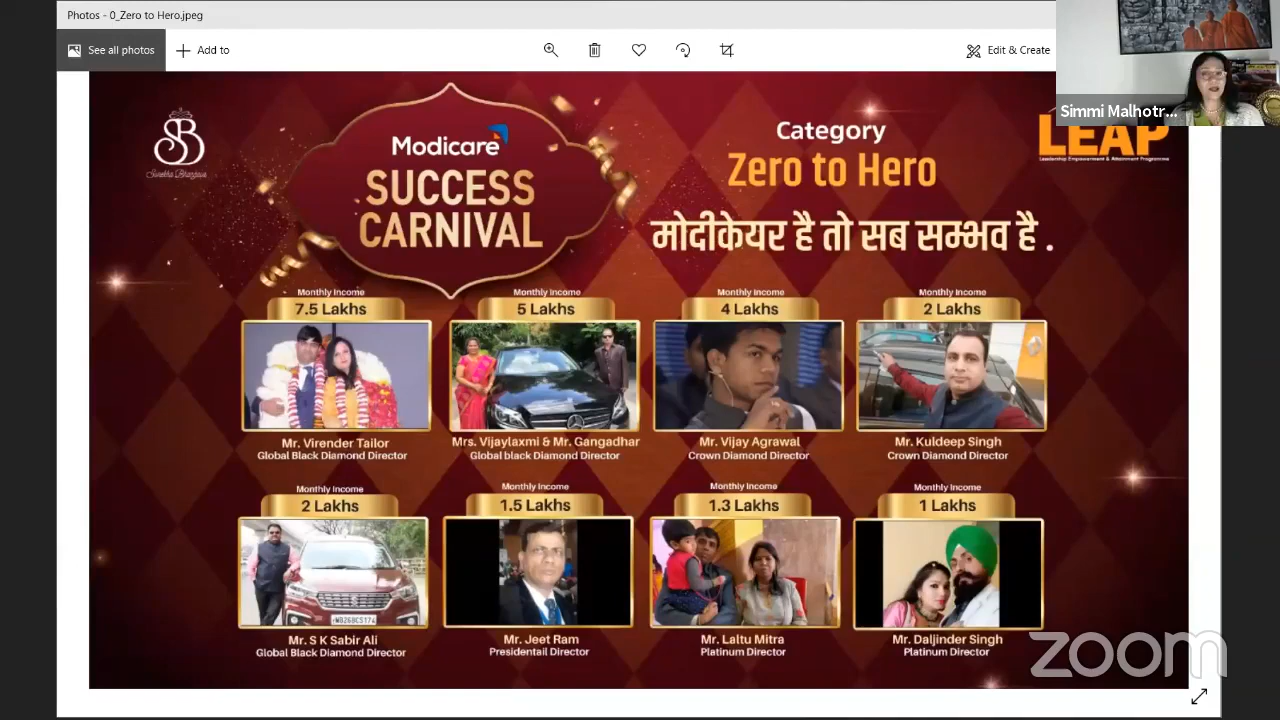 Photos - 0_Zero to Hero.jpeg
See all photos
Add to
Edit & Create
Simmi Malhotr...
SB
Modicare
SUCCESS
CARNIVAL
Category
Zero to Hero
मोदीकेयर है तो सब सम्भव है .
LEAP
Leadership Empowerment & Attainment Programme
Monthly Income
7.5 Lakhs
Mr. Virender Tailor
Global Black Diamond Director
Monthly Income
5 Lakhs
Mrs. Vijaylaxmi & Mr. Gangadhar
Global black Diamond Director
Monthly Income
4 Lakhs
Mr. Vijay Agrawal
Crown Diamond Director
Monthly Income
2 Lakhs
Mr. Kuldeep Singh
Crown Diamond Director
Monthly Income
2 Lakhs
Mr. S K Sabir Ali
Global Black Diamond Director
Monthly Income
1.5 Lakhs
Mr. Jeet Ram
Presidentail Director
Monthly Income
1.3 Lakhs
Mr. Laltu Mitra
Platinum Director
Monthly Income
1 Lakhs
Mr. Daljinder Singh
Platinum Director
zoom